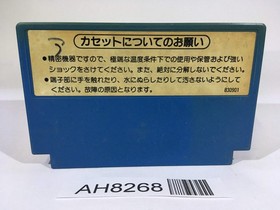 3
カセットについてのお願い
●精密機器ですので、極端な温度条件下での使用や保管および強い
ショックをさけてください。また、絶対に分解しないでください。
●端子部に手を触れたり、水にぬらしたりして汚さないようにして
ください。故障の原因となります。
830901
AH8268